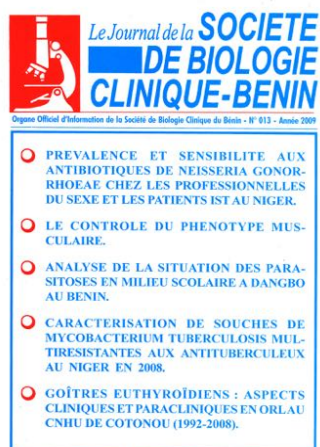 Le Journal de la SOCIETE
DE BIOLOGIE
CLINIQUE-BENIN
Organe Officiel d'Information de la Société de Biologie Clinique du Bénin - N° 013 - Année 2009
PREVALENCE ET SENSIBILITE AUX
ANTIBIOTIQUES DE NEISSERIA GONOR-
RHOEAE CHEZ LES PROFESSIONNELLES
DU SEXE ET LES PATIENTS IST AU NIGER.
LE CONTROLE DU PHENOTYPE MUS-
CULAIRE.
ANALYSE DE LA SITUATION DES PARA-
SITOSES EN MILIEU SCOLAIRE A DANGBO
AU BENIN.
CARACTERISATION DE SOUCHES DE
MYCOBACTERIUM TUBERCULOSIS MUL-
TIRESISTANTES AUX ANTITUBERCULEUX
AU NIGER EN 2008.
GOÎTRES EUTHYROÏDIENS : ASPECTS
CLINIQUES ET PARACLINIQUES EN ORL AU
CNHU DE COTONOU (1992-2008).